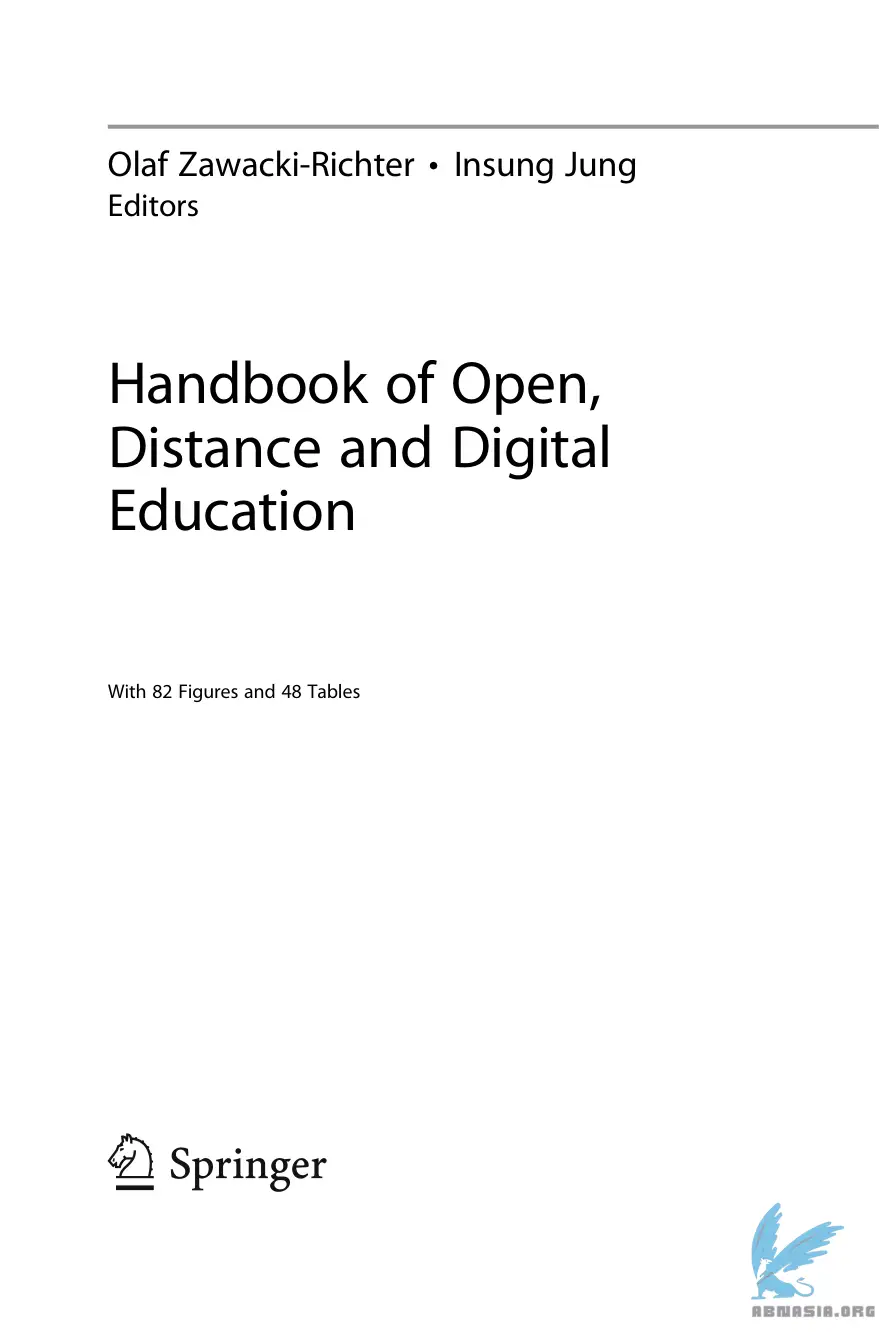 Olaf Zawacki-Richter • Insung Jung
Editors
Handbook of Open,
Distance and Digital
Education
With 82 Figures and 48 Tables
Springer
ABNASIA.ORG